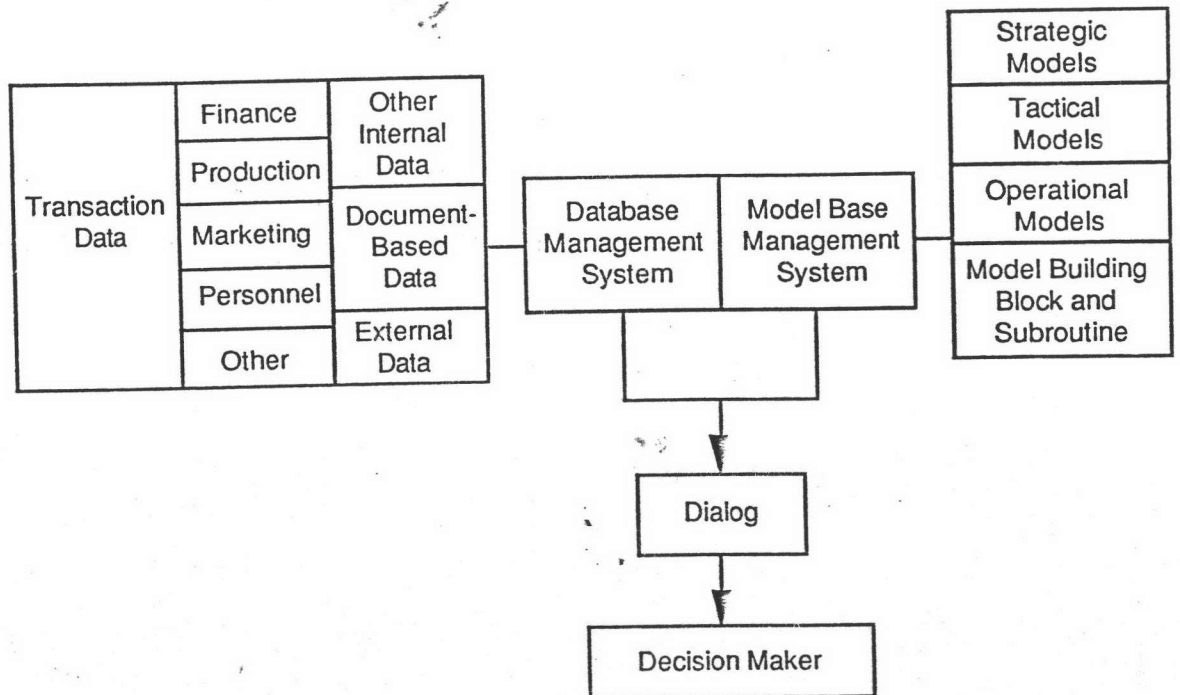 Transaction
Data
Finance
Production
Marketing
Personnel
Other
Other
Internal
Data
Document-
Based
Data
External
Data
Database
Management
System
Model Base
Management
System
Strategic
Models
Tactical
Models
Operational
Models
Model Building
Block and
Subroutine
Dialog
Decision Maker